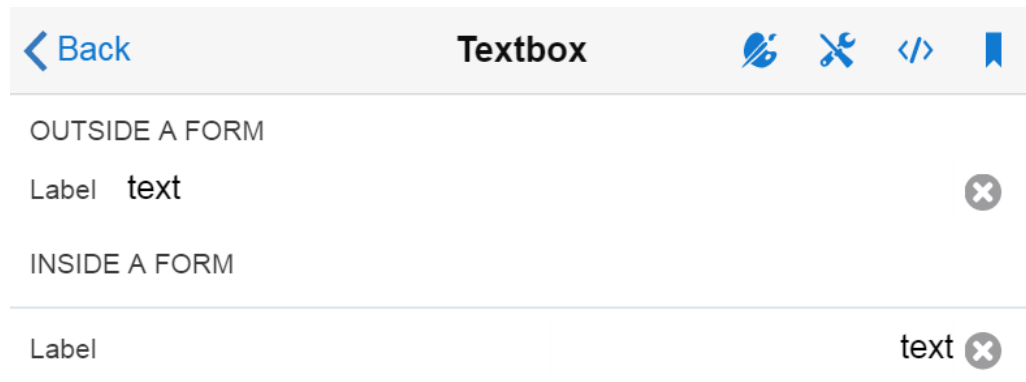 Back Textbox </>
OUTSIDE A FORM
Label text
INSIDE A FORM
Label text